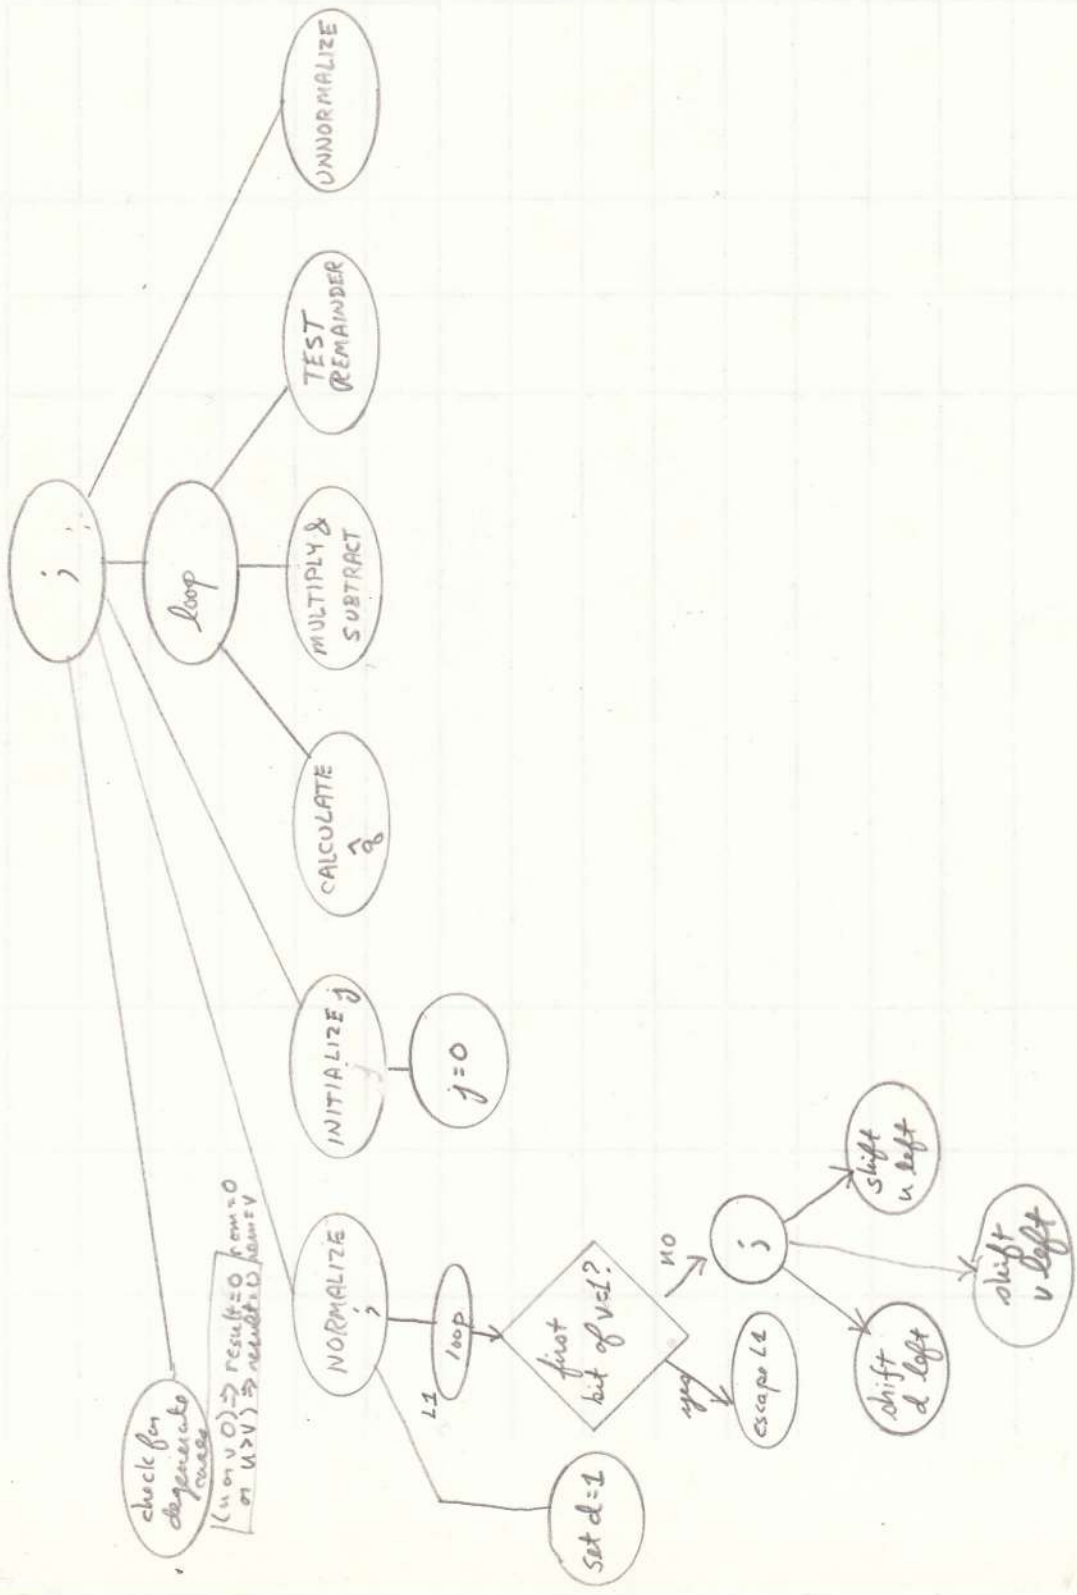 ;
loop
check for
degenerate
cases
(u or v 0) ⇒ result=0 rem=0
or u>v) ⇒ result=0 rem=v
NORMALIZE
;
INITIALIZE j
CALCULATE
q̂
MULTIPLY &
SUBTRACT
TEST
REMAINDER
UNNORMALIZE
set d=1
L1
loop
j=0
first
bit of v=1?
yes
no
escape L1
;
shift
d left
shift
v left
shift
u left